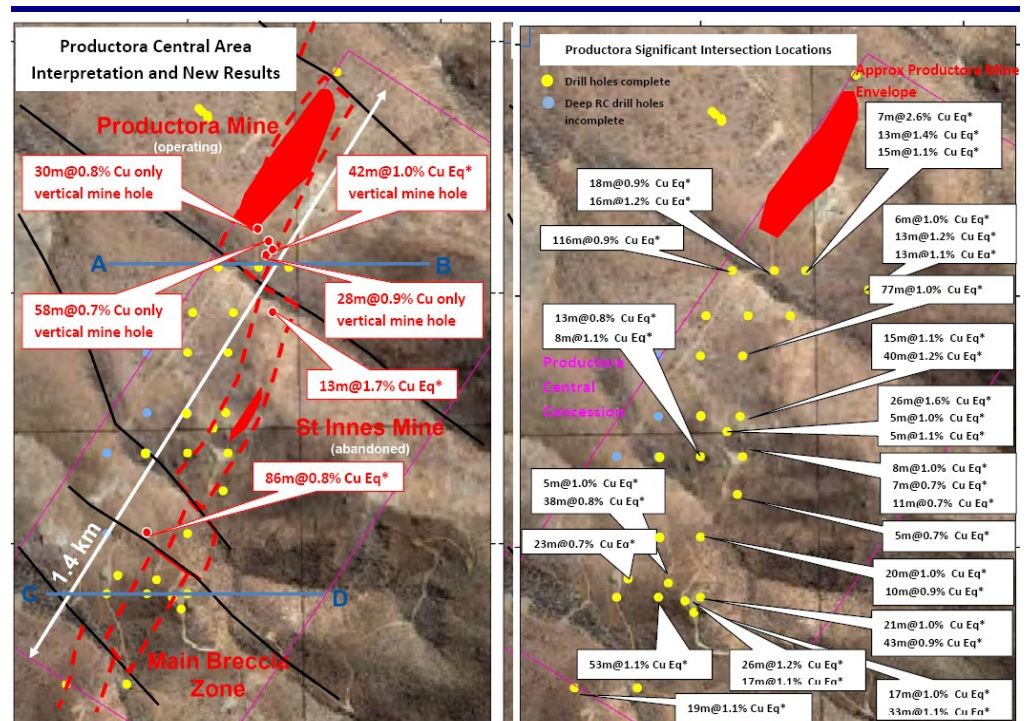 Productora Central Area
Interpretation and New Results
Productora Mine
(operating)
30m@0.8% Cu only
vertical mine hole
42m@1.0% Cu Eq*
vertical mine hole
A
B
58m@0.7% Cu only
vertical mine hole
28m@0.9% Cu only
vertical mine hole
13m@1.7% Cu Eq*
St Innes Mine
(abandoned)
86m@0.8% Cu Eq*
1.4 km
C
D
Main Breccia
Zone
Productora Significant Intersection Locations
Drill holes complete
Deep RC drill holes
incomplete
Approx Productora Mine
Envelope
7m@2.6% Cu Eq*
13m@1.4% Cu Eq*
15m@1.1% Cu Eq*
18m@0.9% Cu Eq*
16m@1.2% Cu Eq*
116m@0.9% Cu Eq*
6m@1.0% Cu Eq*
13m@1.2% Cu Eq*
13m@1.1% Cu Eq*
77m@1.0% Cu Eq*
13m@0.8% Cu Eq*
8m@1.1% Cu Eq*
15m@1.1% Cu Eq*
40m@1.2% Cu Eq*
Productora
Central
Concession
26m@1.6% Cu Eq*
5m@1.0% Cu Eq*
5m@1.1% Cu Eq*
8m@1.0% Cu Eq*
7m@0.7% Cu Eq*
11m@0.7% Cu Eq*
5m@1.0% Cu Eq*
38m@0.8% Cu Eq*
5m@0.7% Cu Eq*
23m@0.7% Cu Eq*
20m@1.0% Cu Eq*
10m@0.9% Cu Eq*
21m@1.0% Cu Eq*
43m@0.9% Cu Eq*
53m@1.1% Cu Eq*
26m@1.2% Cu Eq*
17m@1.1% Cu Eq*
17m@1.0% Cu Eq*
33m@1.1% Cu Eq*
19m@1.1% Cu Eq*